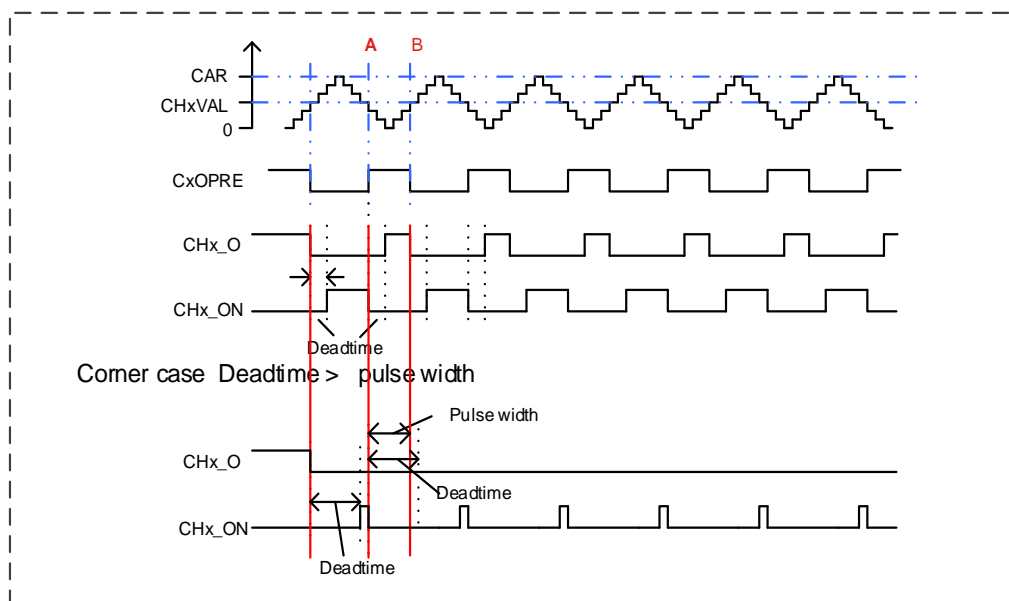 A B
CAR
CHxVAL
0
CxOPRE
CHx_O
CHx_ON
Deadtime
Corner case Deadtime > pulse width
Pulse width
CHx_O
Deadtime
CHx_ON
Deadtime